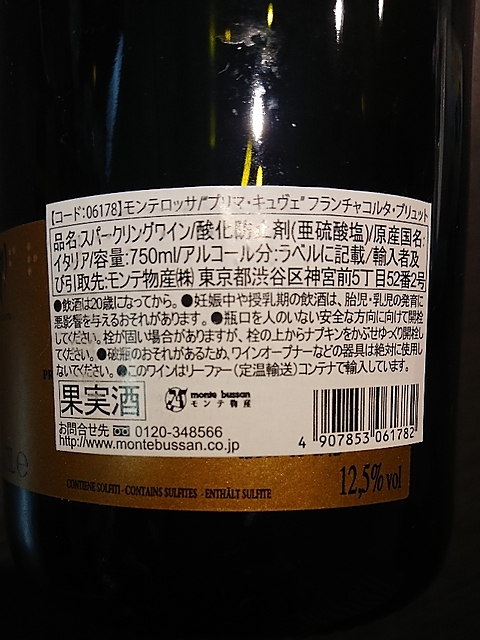 【コード:06178】モンテロッサ/"プリマ・キュヴェ" フランチャコルタ・ブリュット
品名:スパークリングワイン/酸化防止剤(亜硫酸塩)/原産国名:
イタリア/容量:750ml/アルコール分:ラベルに記載/輸入者及
び引取先:モンテ物産㈱ 東京都渋谷区神宮前5丁目52番2号
●飲酒は20歳になってから。●妊娠中や授乳期の飲酒は、胎児・乳児の発育に
悪影響を与えるおそれがあります。●瓶口を人のいない安全な方向に向けて開栓
してください。栓が固い場合がありますが、栓の上からナプキンをかぶせゆっくり開栓し
てください。●破瓶のおそれがあるため、ワインオープナーなどの器具は絶対に使用し
ないでください。●このワインはリーファー(定温輸送)コンテナで輸入しています。
果実酒
monte bussan
モンテ物産
お問合せ先 0120-348566
http://www.montebussan.co.jp
4 907853 061782
CONTIENE SOLFITI - CONTAINS SULFITES - ENTHÄLT SULFITE
12,5% vol